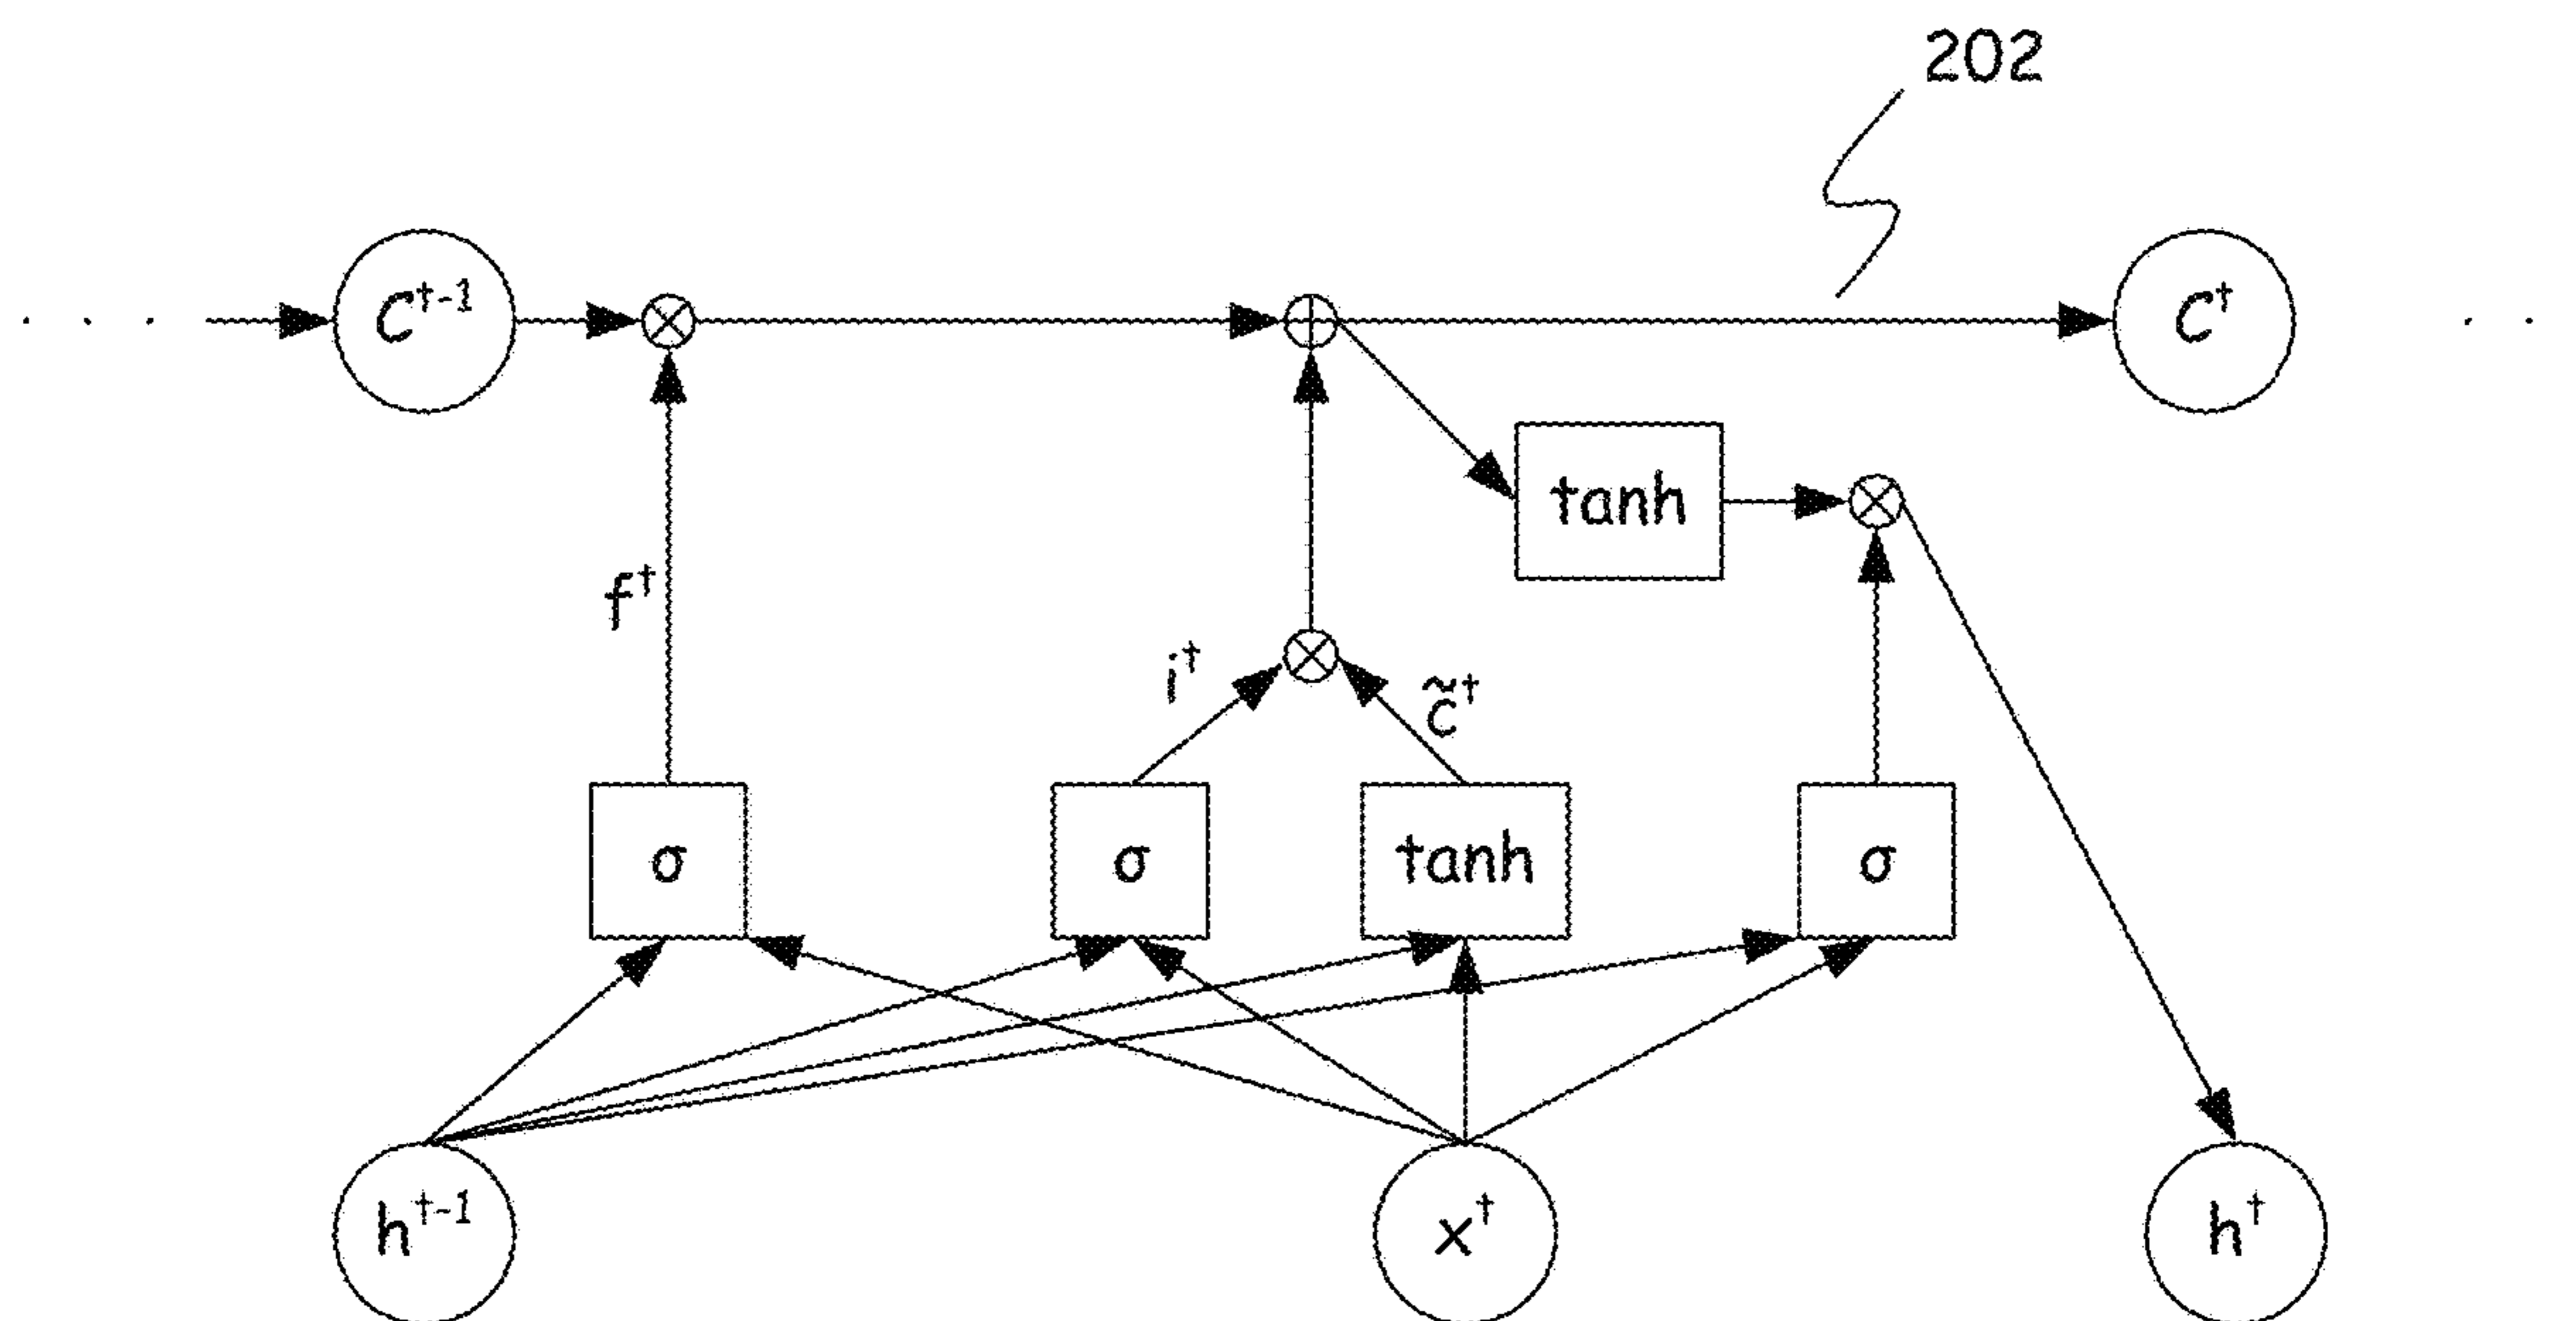 202
. . . C^{t-1} C^t . .
tanh
f^t
i^t c̃^t
σ σ tanh σ
h^{t-1} x^t h^t